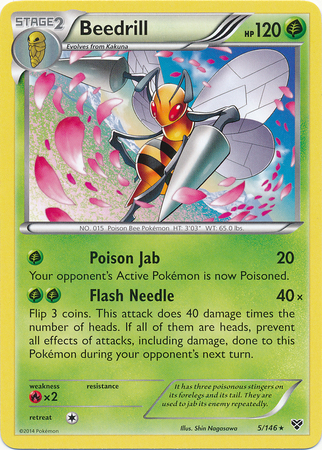 STAGE2
Beedrill
HP120
Evolves from Kakuna
NO. 015 Poison Bee Pokémon HT: 3'03" WT: 65.0 lbs.
Poison Jab 20
Your opponent's Active Pokémon is now Poisoned.
Flash Needle 40×
Flip 3 coins. This attack does 40 damage times
the number of heads. If all of them are heads, prevent
all effects of attacks, including damage, done to this
Pokémon during your opponent's next turn.
weakness resistance
×2
retreat
It has three poisonous stingers on
its forelegs and its tail. They are
used to jab its enemy repeatedly.
©2014 Pokémon
Illus. Shin Nagasawa
5/146 ★
XY